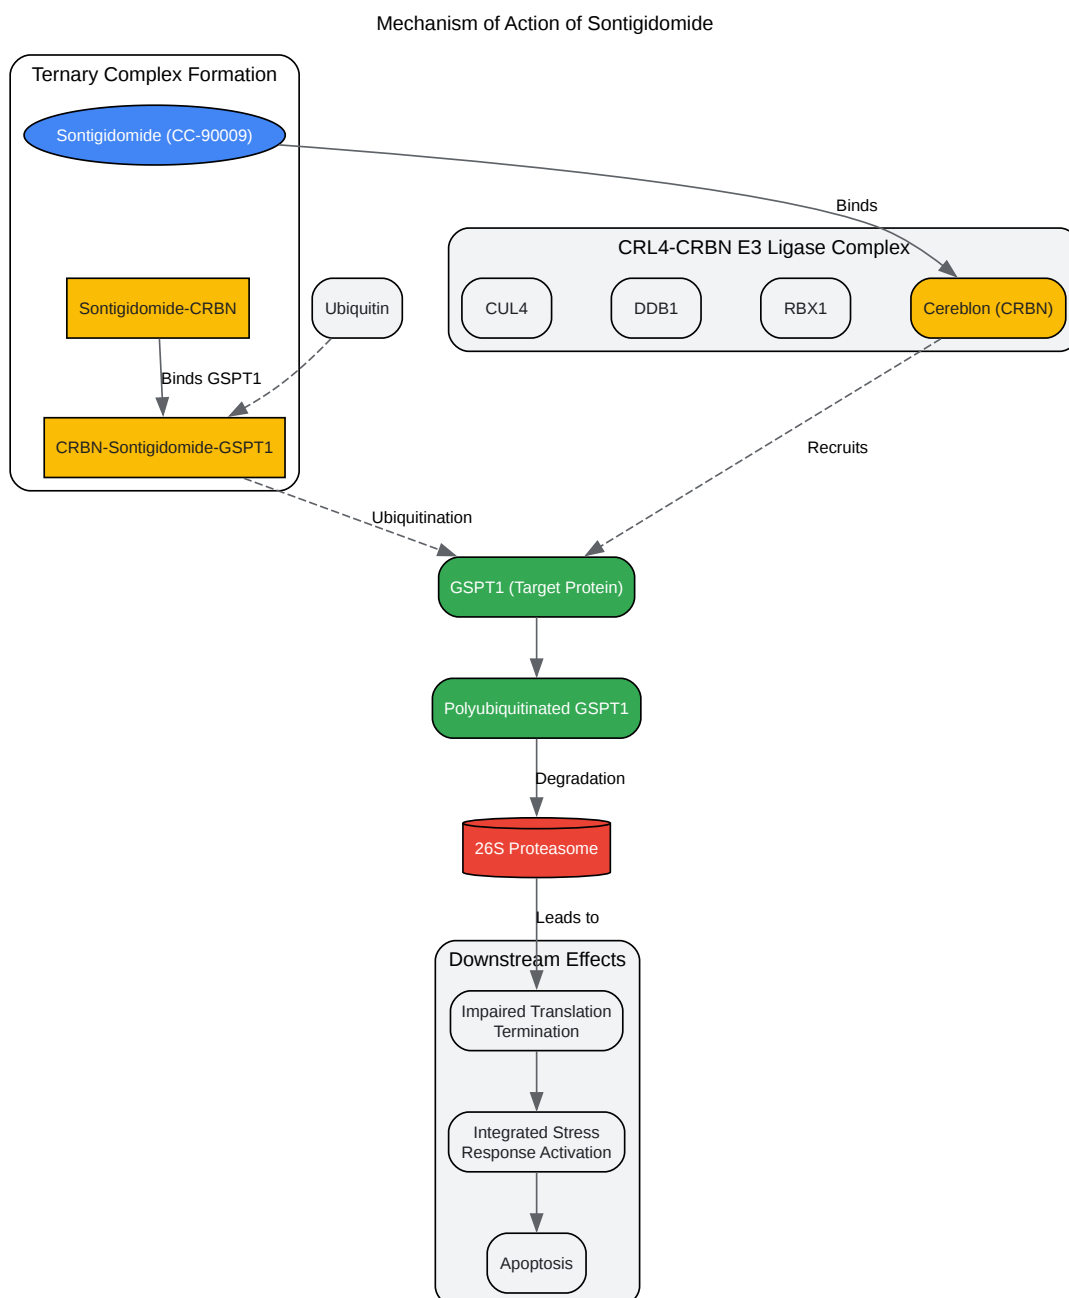 Mechanism of Action of Sontigidomide
Ternary Complex Formation
Sontigidomide (CC-90009)
Binds
CRL4-CRBN E3 Ligase Complex
Sontigidomide-CRBN
Ubiquitin
CUL4
DDB1
RBX1
Cereblon (CRBN)
Binds GSPT1
CRBN-Sontigidomide-GSPT1
Recruits
Ubiquitination
GSPT1 (Target Protein)
Polyubiquitinated GSPT1
Degradation
26S Proteasome
Leads to
Downstream Effects
Impaired Translation
Termination
Integrated Stress
Response Activation
Apoptosis